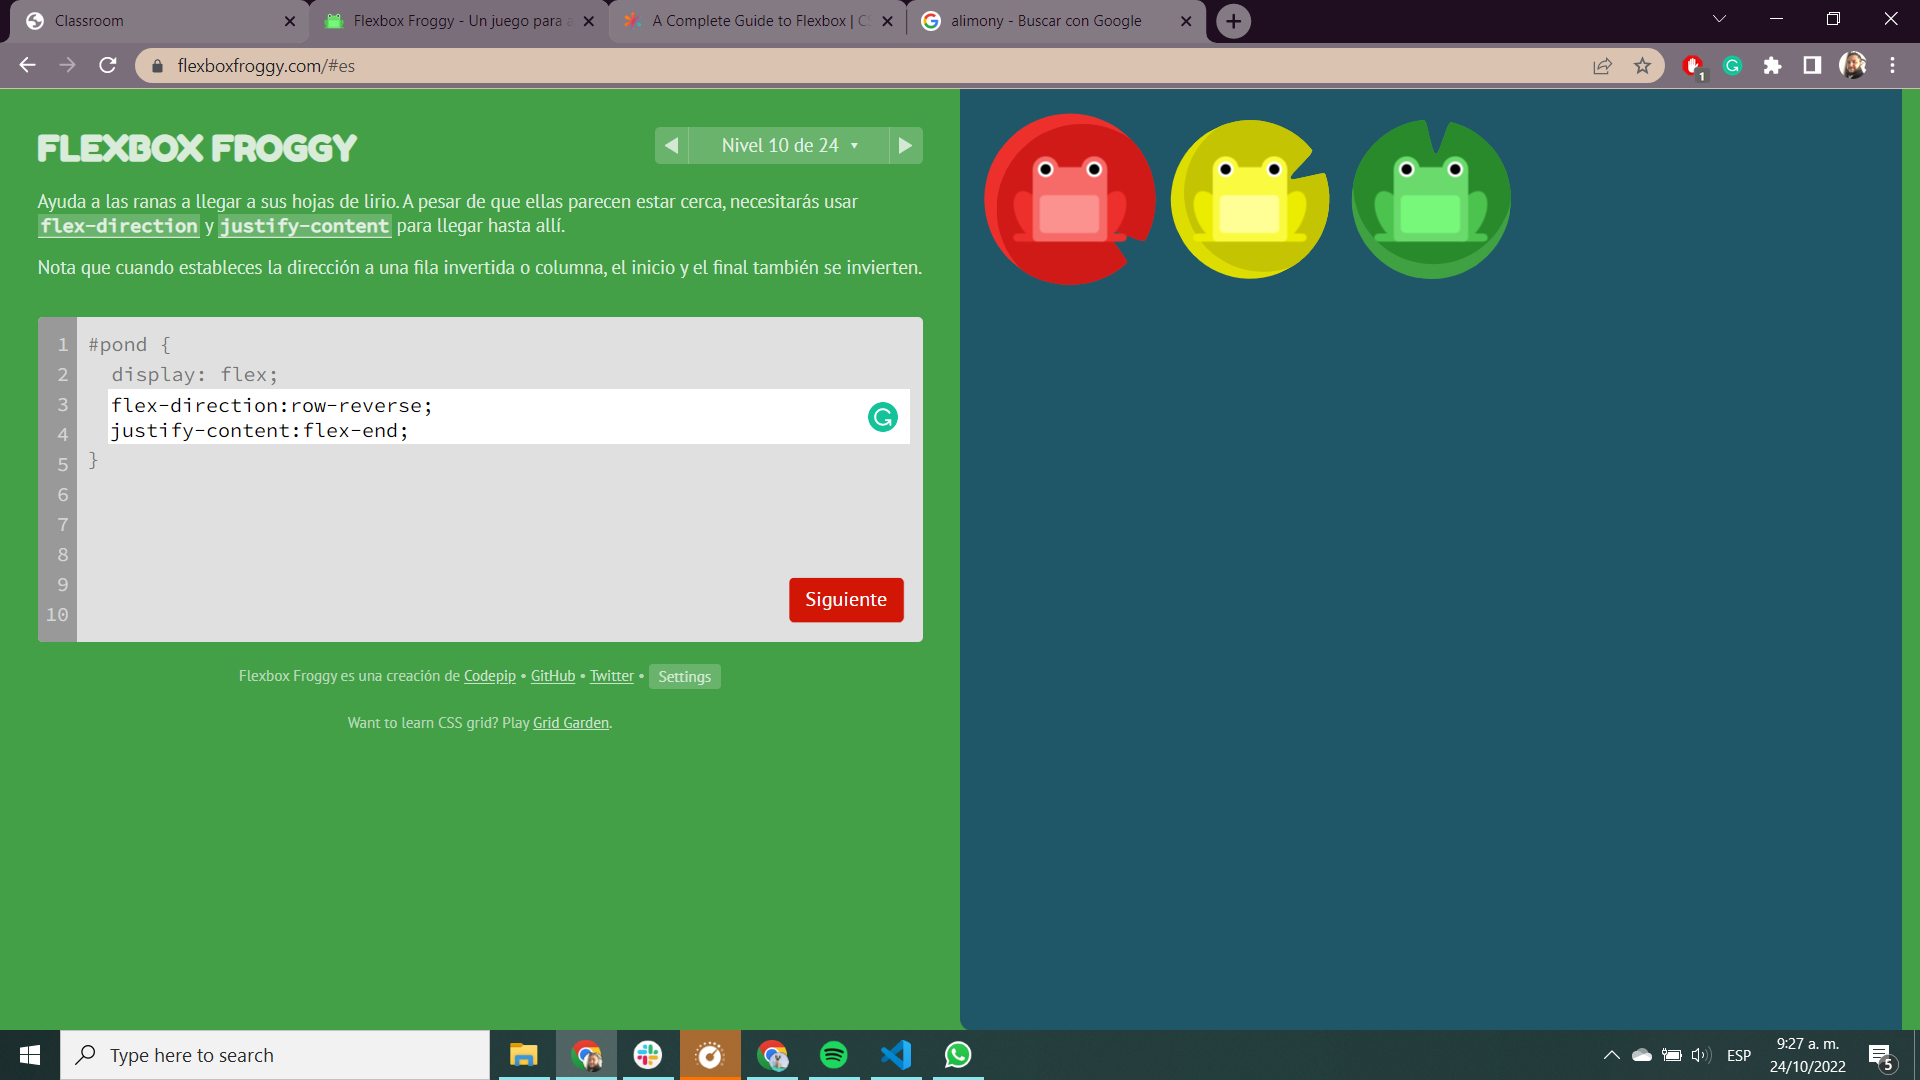 Classroom
Flexbox Froggy - Un juego para a
A Complete Guide to Flexbox | CS
alimony - Buscar con Google
flexboxfroggy.com/#es
1
FLEXBOX FROGGY
Nivel 10 de 24
Ayuda a las ranas a llegar a sus hojas de lirio. A pesar de que ellas parecen estar cerca, necesitarás usar
flex-direction y justify-content para llegar hasta allí.
Nota que cuando estableces la dirección a una fila invertida o columna, el inicio y el final también se invierten.
1 #pond {
2 display: flex;
3 flex-direction:row-reverse;
4 justify-content:flex-end;
5 }
6
7
8
9
10
Siguiente
Flexbox Froggy es una creación de Codepip • GitHub • Twitter • Settings
Want to learn CSS grid? Play Grid Garden.
Type here to search
ESP
9:27 a. m.
24/10/2022
5